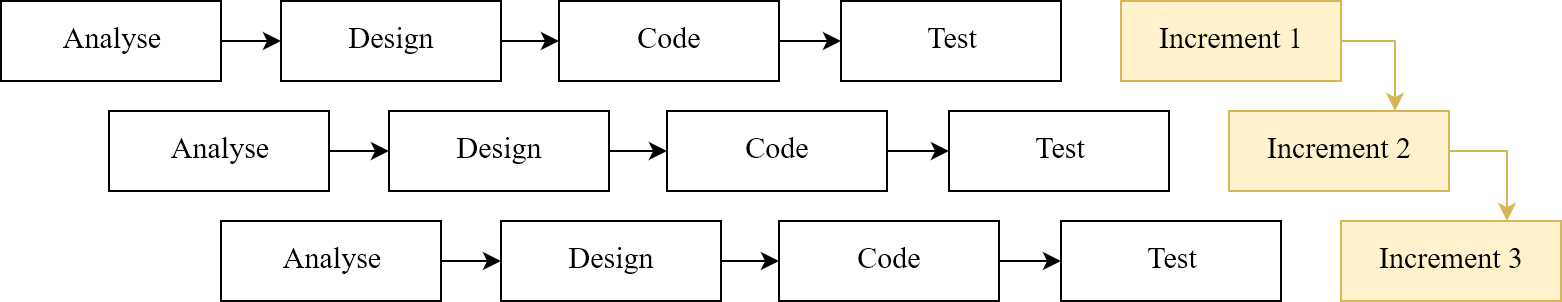 Analyse Design Code Test Increment 1
Analyse Design Code Test Increment 2
Analyse Design Code Test Increment 3